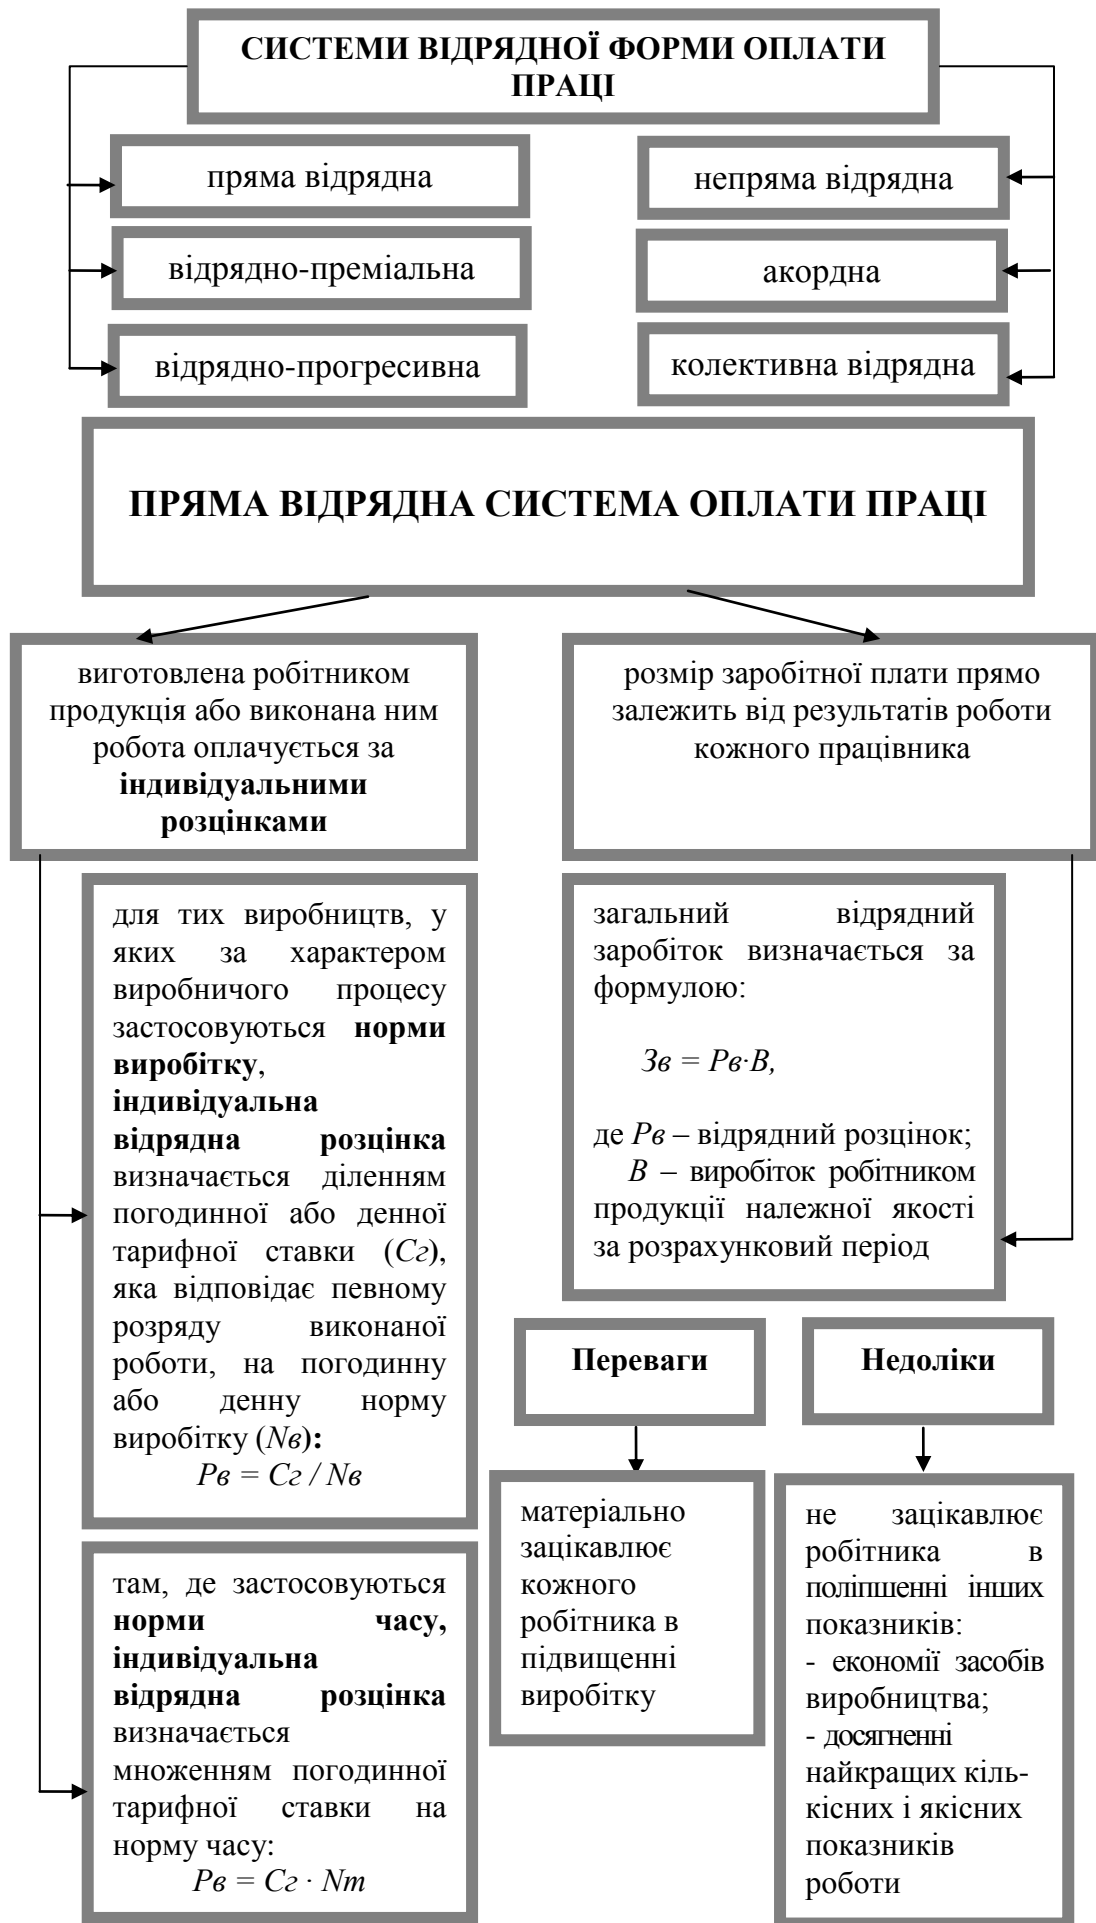 СИСТЕМИ ВІДРЯДНОЇ ФОРМИ ОПЛАТИ
ПРАЦІ
пряма відрядна
непряма відрядна
відрядно-преміальна
акордна
відрядно-прогресивна
колективна відрядна
ПРЯМА ВІДРЯДНА СИСТЕМА ОПЛАТИ ПРАЦІ
виготовлена робітником
продукція або виконана ним
робота оплачується за
індивідуальними
розцінками
розмір заробітної плати прямо
залежить від результатів роботи
кожного працівника
для тих виробництв, у
яких за характером
виробничого процесу
застосовуються норми
виробітку,
індивідуальна
відрядна розцінка
визначається діленням
погодинної або денної
тарифної ставки (Сг),
яка відповідає певному
розряду виконаної
роботи, на погодинну
або денну норму
виробітку (Nв):
Рв = Сг / Nв
загальний відрядний
заробіток визначається за
формулою:
Зв = Рв·В,
де Рв – відрядний розцінок;
В – виробіток робітником
продукції належної якості
за розрахунковий період
там, де застосовуються
норми часу,
індивідуальна
відрядна розцінка
визначається
множенням погодинної
тарифної ставки на
норму часу:
Рв = Сг · Nт
Переваги
матеріально
зацікавлює
кожного
робітника в
підвищенні
виробітку
Недоліки
не зацікавлює
робітника в
поліпшенні інших
показників:
- економії засобів
виробництва;
- досягненні
найкращих кіль-
кісних і якісних
показників
роботи